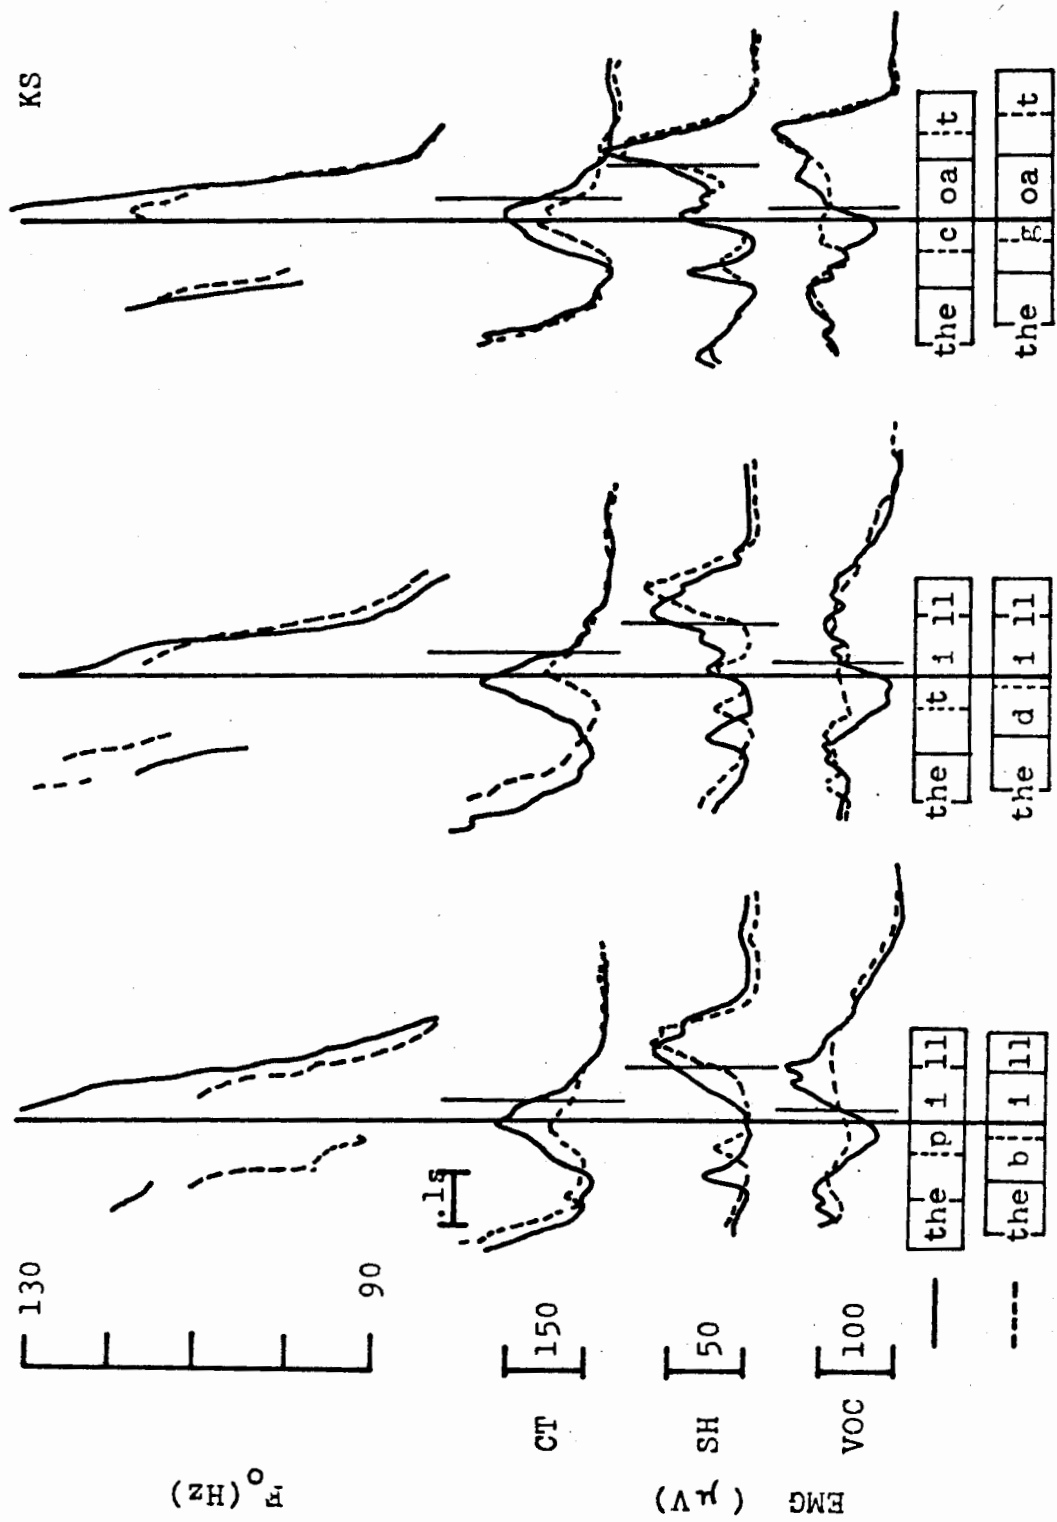 KS
130
90
F₀(Hz)
.1s
CT
150
SH
50
VOC
100
EMG (μV)
the p i ll
the t i ll
the c oa t
the b i ll
the d i ll
the g oa t